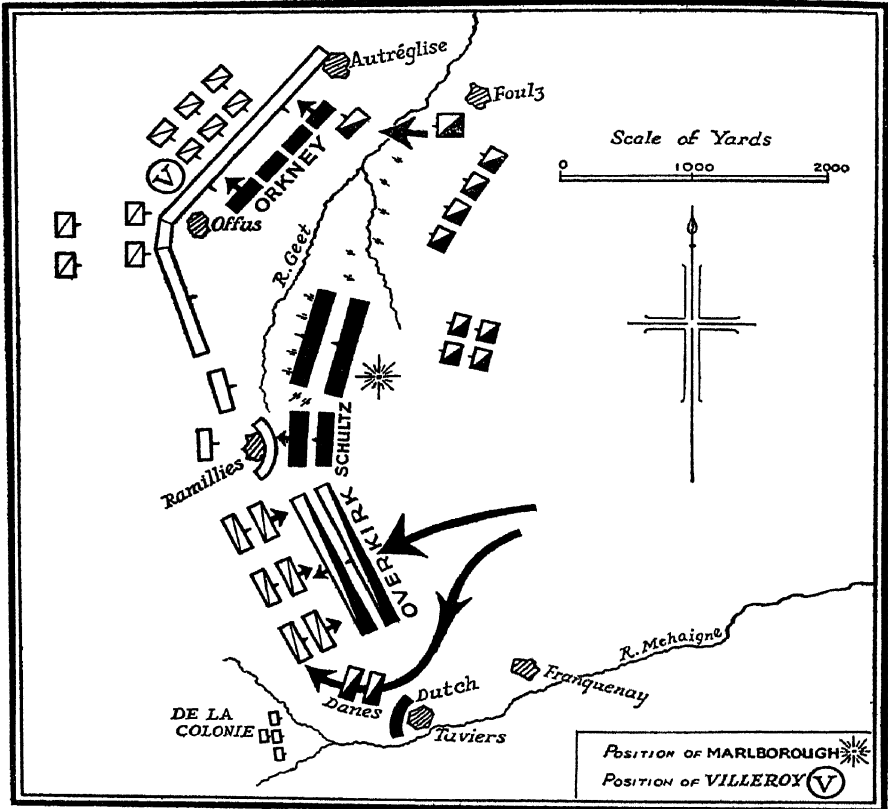 Autréglise
Foulz
Scale of Yards
0 1000 2000
V
ORKNEY
Offus
R. Geet
SCHULTZ
Ramillies
OVERKIRK
R. Mehaigne
Franquenay
Dutch
Danes
Taviers
DE LA
COLONIE
POSITION OF MARLBOROUGH
POSITION OF VILLEROY V